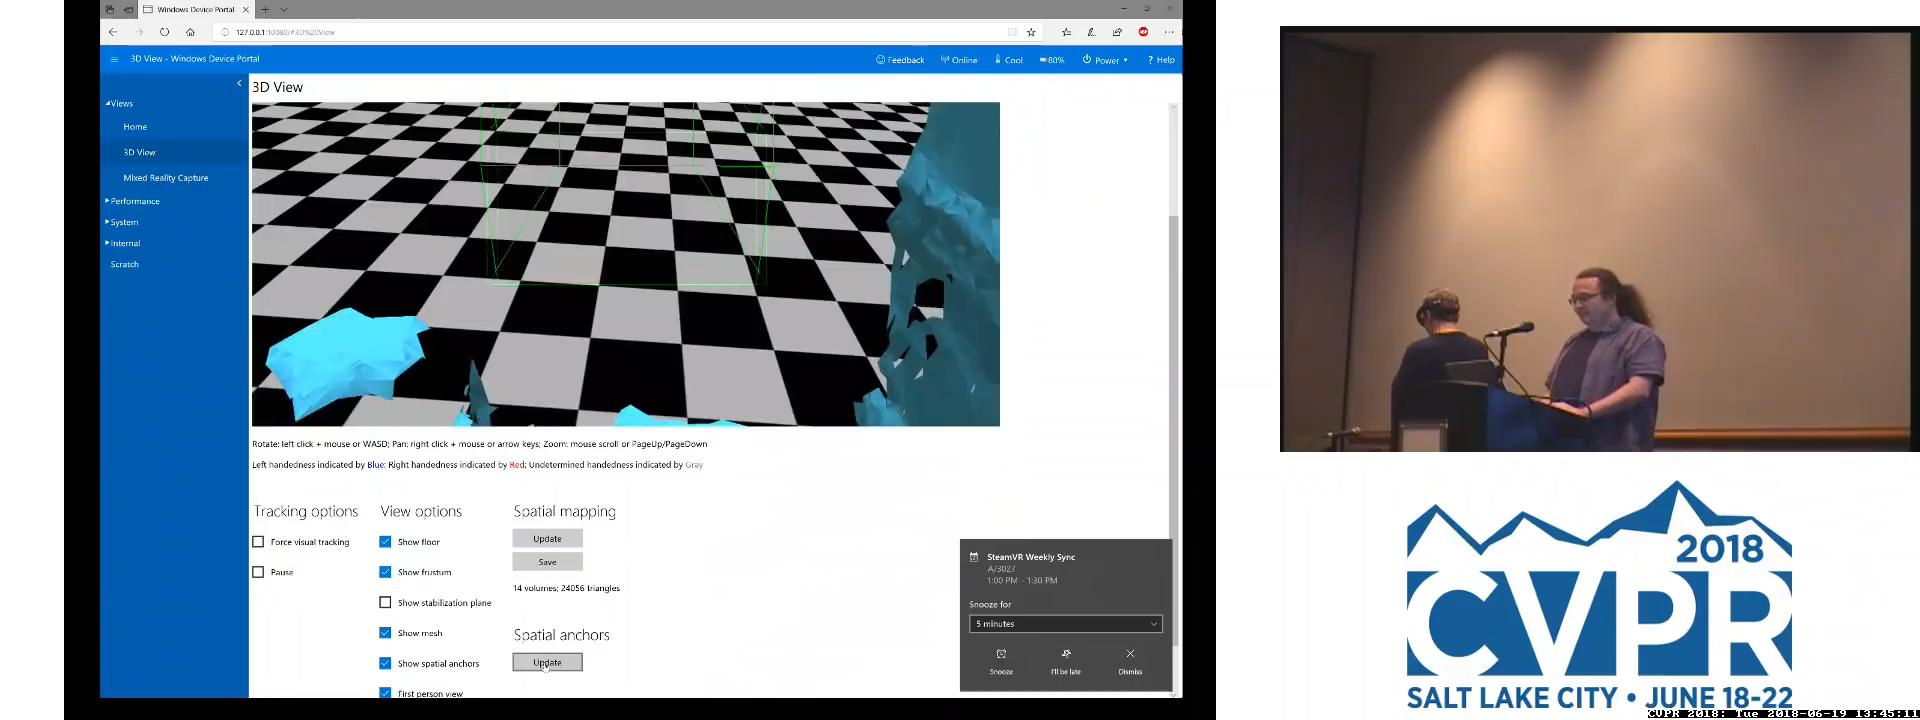 Windows Device Portal
127.0.0.1:10080/#3D%20View
ABP
3D View - Windows Device Portal
Feedback
Online
Cool
80%
Power
? Help
Views
Home
3D View
Mixed Reality Capture
Performance
System
Internal
Scratch
3D View
Rotate: left click + mouse or WASD; Pan: right click + mouse or arrow keys; Zoom: mouse scroll or PageUp/PageDown
Left handedness indicated by Blue; Right handedness indicated by Red; Undetermined handedness indicated by Gray
Tracking options
Force visual tracking
Pause
View options
Show floor
Show frustum
Show stabilization plane
Show mesh
Show spatial anchors
First person view
Spatial mapping
Update
Save
14 volumes; 24056 triangles
Spatial anchors
Update
SteamVR Weekly Sync
A/3027
1:00 PM - 1:30 PM
Snooze for
5 minutes
Snooze
I'll be late
Dismiss
2018
CVPR
SALT LAKE CITY • JUNE 18-22
CVPR 2018: Tue 2018-06-19 13:45:11